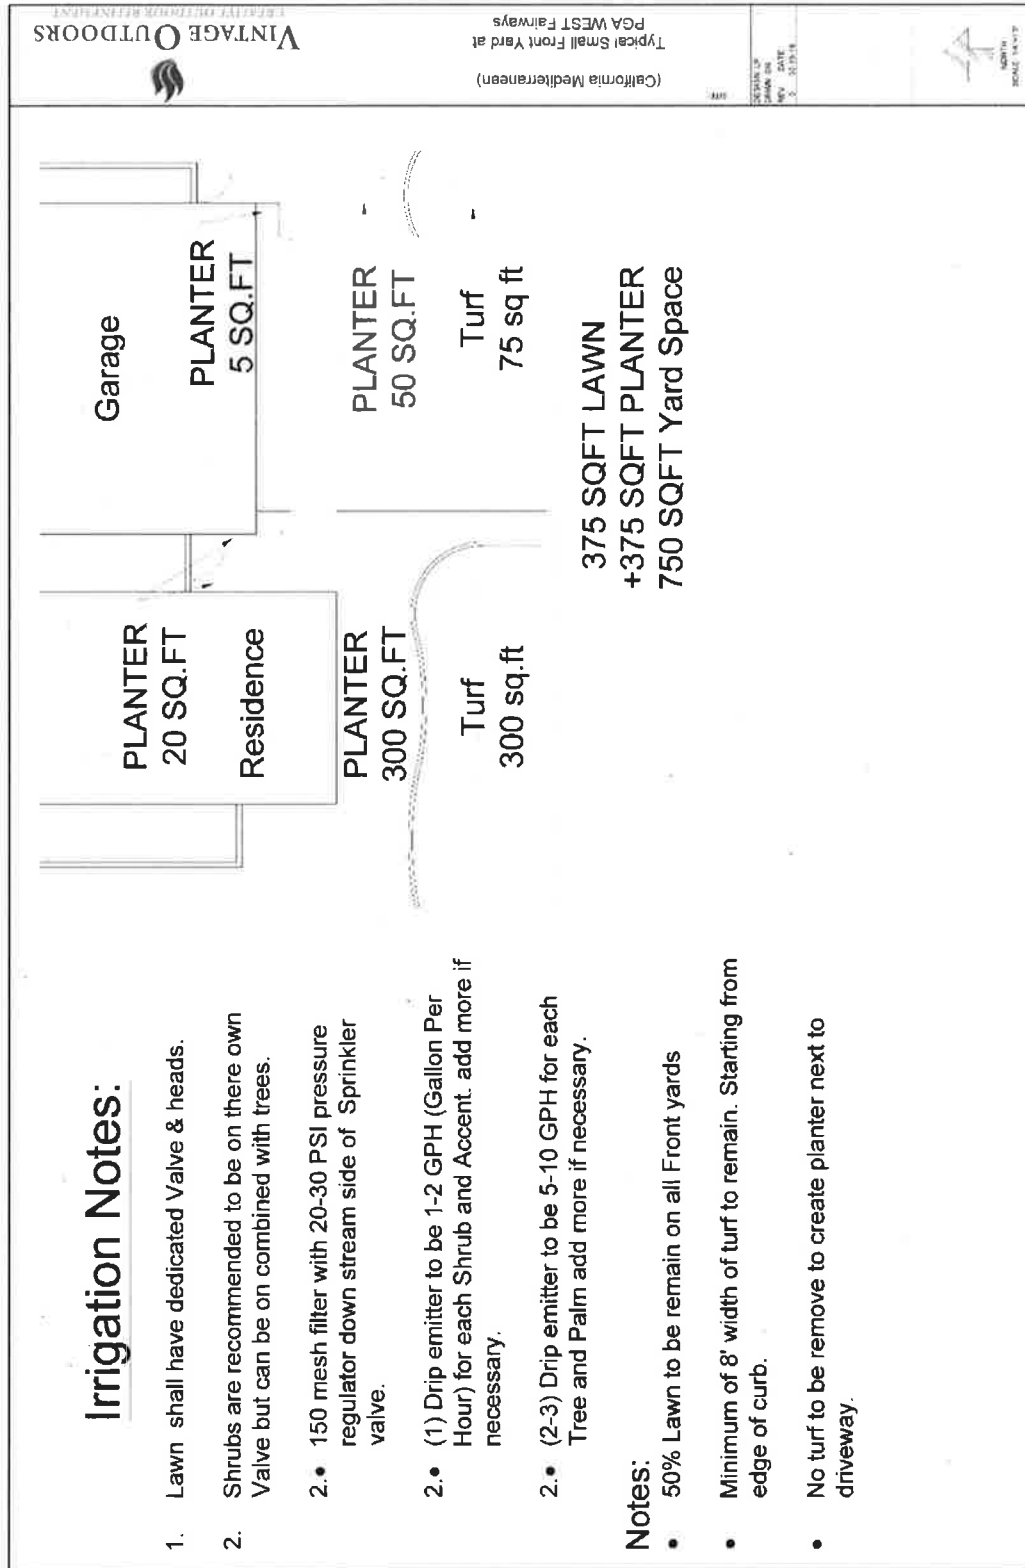 Irrigation Notes:
1. Lawn shall have dedicated Valve & heads.
2. Shrubs are recommended to be on there own
Valve but can be on combined with trees.
2.• 150 mesh filter with 20-30 PSI pressure
regulator down stream side of Sprinkler
valve.
2.• (1) Drip emitter to be 1-2 GPH (Gallon Per
Hour) for each Shrub and Accent. add more if
necessary.
2.• (2-3) Drip emitter to be 5-10 GPH for each
Tree and Palm add more if necessary.
Notes:
• 50% Lawn to be remain on all Front yards
• Minimum of 8' width of turf to remain. Starting from
edge of curb.
• No turf to be remove to create planter next to
driveway.
PLANTER
20 SQ.FT
Residence
PLANTER
300 SQ.FT
Turf
300 sq.ft
Garage
PLANTER
5 SQ.FT
PLANTER
50 SQ.FT
Turf
75 sq ft
375 SQFT LAWN
+375 SQFT PLANTER
750 SQFT Yard Space
VINTAGE OUTDOORS
CREATIVE OUTDOOR REFINEMENT
(California Mediterranean)
Typical Small Front Yard at
PGA WEST Fairways
REV DATE
NORTH